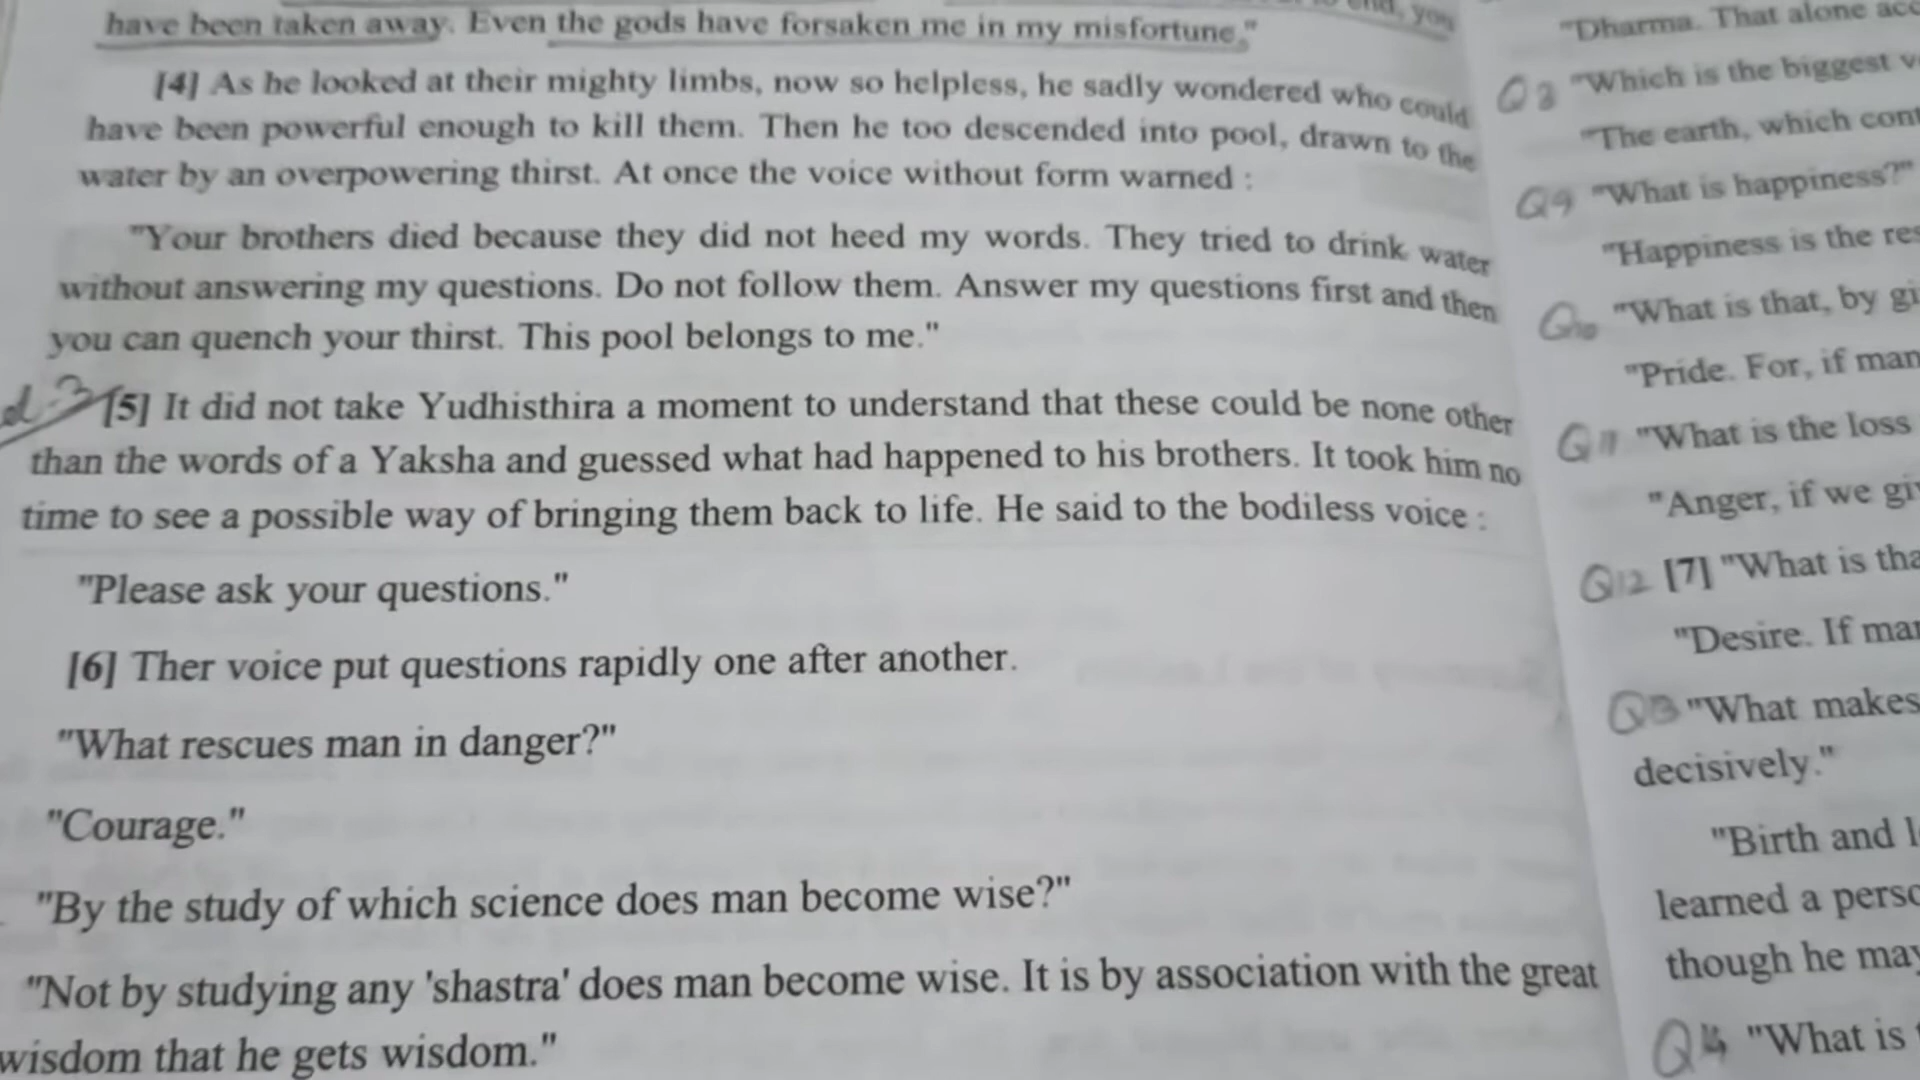 have been taken away. Even the gods have forsaken me in my misfortune."
[4] As he looked at their mighty limbs, now so helpless, he sadly wondered who could
have been powerful enough to kill them. Then he too descended into pool, drawn to the
water by an overpowering thirst. At once the voice without form warned :
"Your brothers died because they did not heed my words. They tried to drink water
without answering my questions. Do not follow them. Answer my questions first and then
you can quench your thirst. This pool belongs to me."
[5] It did not take Yudhisthira a moment to understand that these could be none other
than the words of a Yaksha and guessed what had happened to his brothers. It took him no
time to see a possible way of bringing them back to life. He said to the bodiless voice :
"Please ask your questions."
[6] Ther voice put questions rapidly one after another.
"What rescues man in danger?"
"Courage."
"By the study of which science does man become wise?"
"Not by studying any 'shastra' does man become wise. It is by association with the great
wisdom that he gets wisdom."
"Dharma. That alone
Q8 "Which is the biggest
"The earth, which
Q9 "What is happiness?"
"Happiness is the
Q10 "What is that, by
"Pride. For, if man
Q11 "What is the loss
"Anger, if we
Q12 [7] "What is
"Desire. If
Q13 "What makes
decisively."
"Birth and
learned a
though he may
Q14 "What is